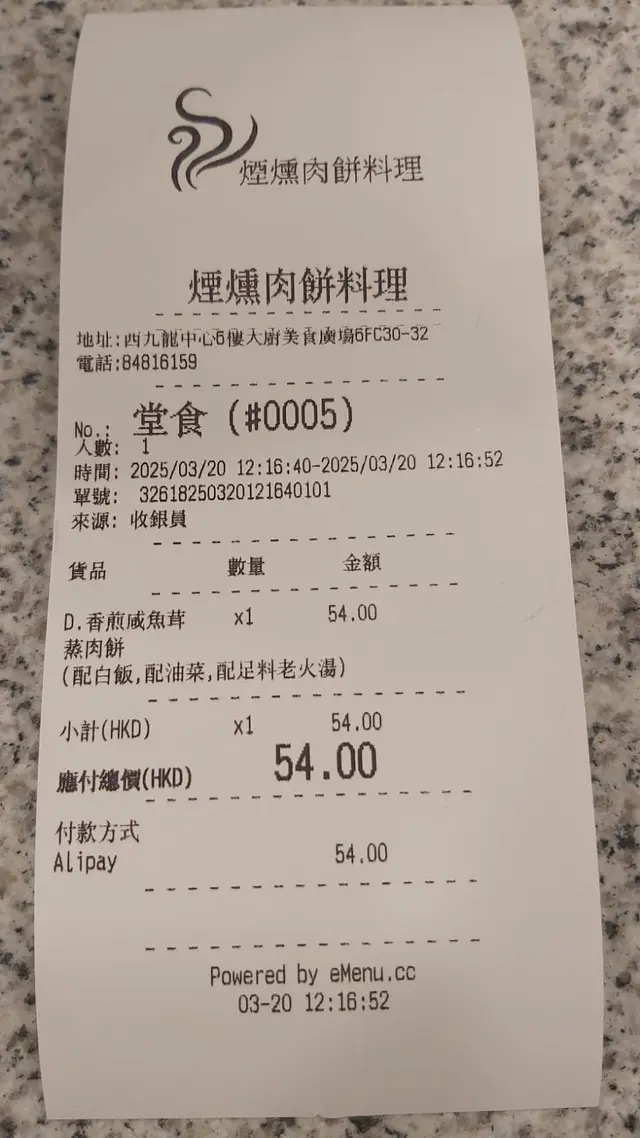 煙燻肉餅料理
煙燻肉餅料理
地址:西九龍中心6樓大廚美食廣場6FC30-32
電話:84816159
No.: 堂食 (#0005)
人數: 1
時間: 2025/03/20 12:16:40-2025/03/20 12:16:52
單號: 32618250320121640101
來源: 收銀員
貨品 數量 金額
D.香煎咸魚茸 x1 54.00
蒸肉餅
(配白飯,配油菜,配足料老火湯)
小計(HKD) x1 54.00
應付總價(HKD) 54.00
付款方式
Alipay 54.00
Powered by eMenu.cc
03-20 12:16:52